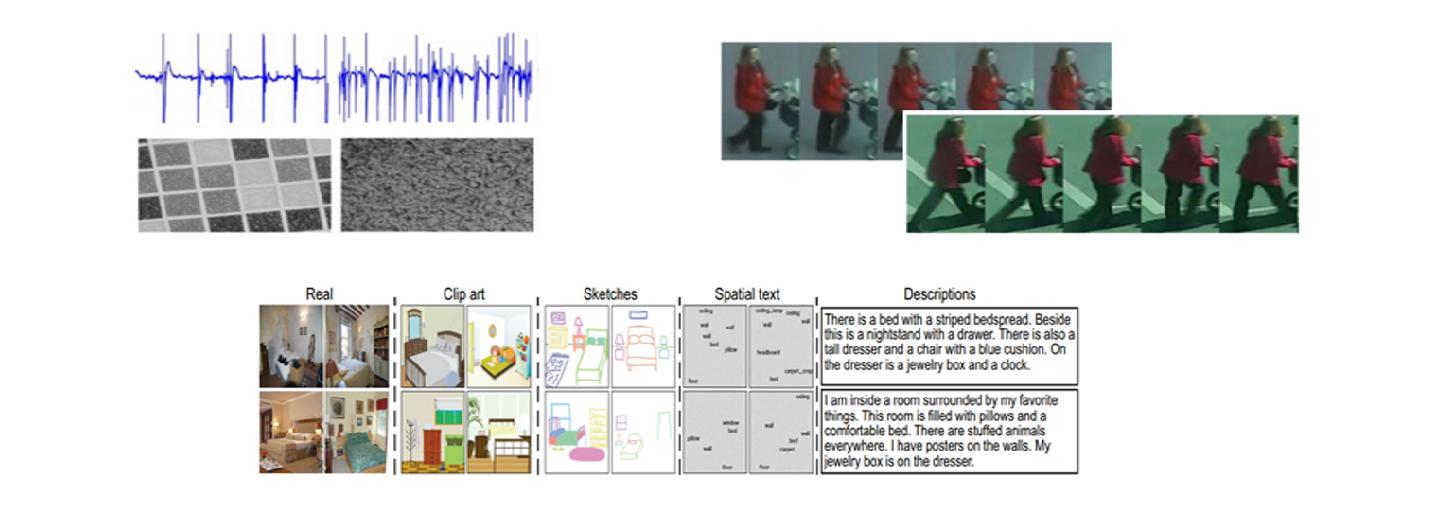 Real
Clip art
Sketches
Spatial text
Descriptions
There is a bed with a striped bedspread. Beside
this is a nightstand with a drawer. There is also a
tall dresser and a chair with a blue cushion. On
the dresser is a jewelry box and a clock.
I am inside a room surrounded by my favorite
things. This room is filled with pillows and a
comfortable bed. There are stuffed animals
everywhere. I have posters on the walls. My
jewelry box is on the dresser.
ceiling
wall
wall
wall
bed
pillow
floor
ceiling_lamp ceiling
wall
wall
headboard
bed
window
bed
pillow
wall
floor
ceiling
wall
wall
bed
carpet
floor